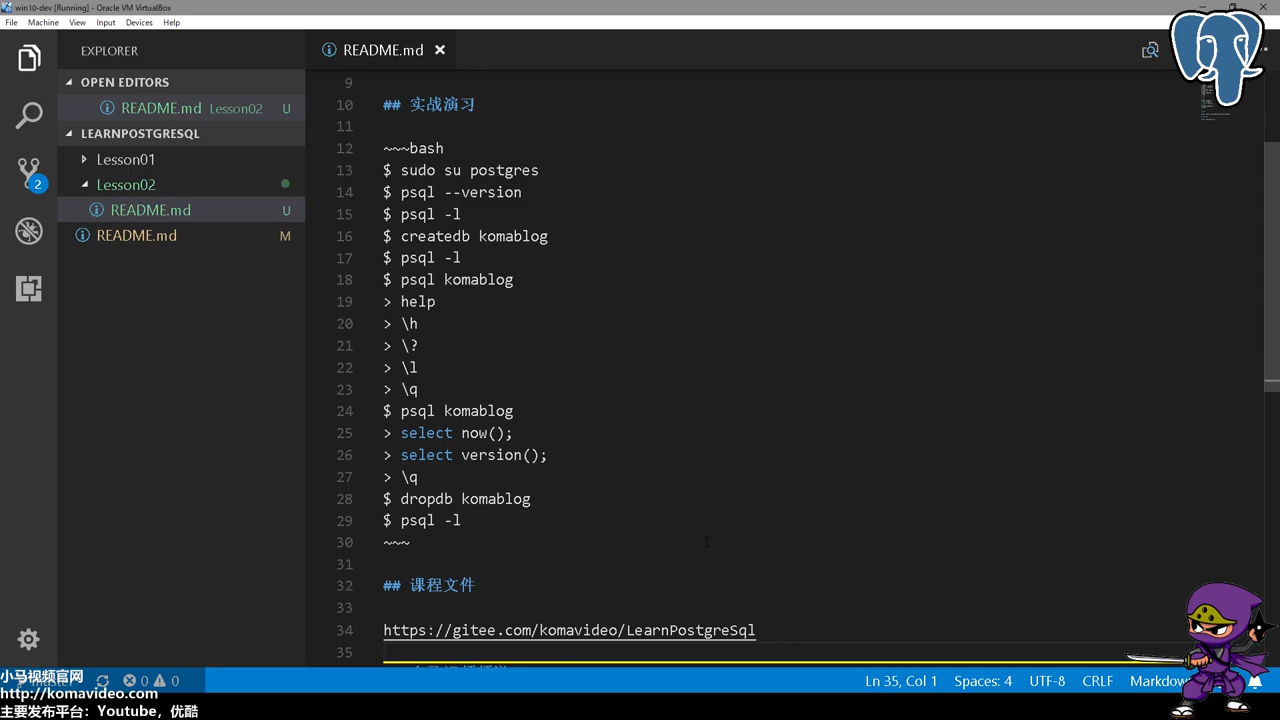 win10-dev [Running] - Oracle VM VirtualBox
File Machine View Input Devices Help
EXPLORER
OPEN EDITORS
README.md Lesson02 U
LEARNPOSTGRESQL
Lesson01
Lesson02
README.md U
README.md M
2
README.md
9
10 ## 实战演习
11
12 ~~~bash
13 $ sudo su postgres
14 $ psql --version
15 $ psql -l
16 $ createdb komablog
17 $ psql -l
18 $ psql komablog
19 > help
20 > \h
21 > \?
22 > \l
23 > \q
24 $ psql komablog
25 > select now();
26 > select version();
27 > \q
28 $ dropdb komablog
29 $ psql -l
30 ~~~
31
32 ## 课程文件
33
34 https://gitee.com/komavideo/LearnPostgreSql
35
0 0
Ln 35, Col 1 Spaces: 4 UTF-8 CRLF Markdow
小马视频官网
http://komavideo.com
主要发布平台：Youtube，优酷